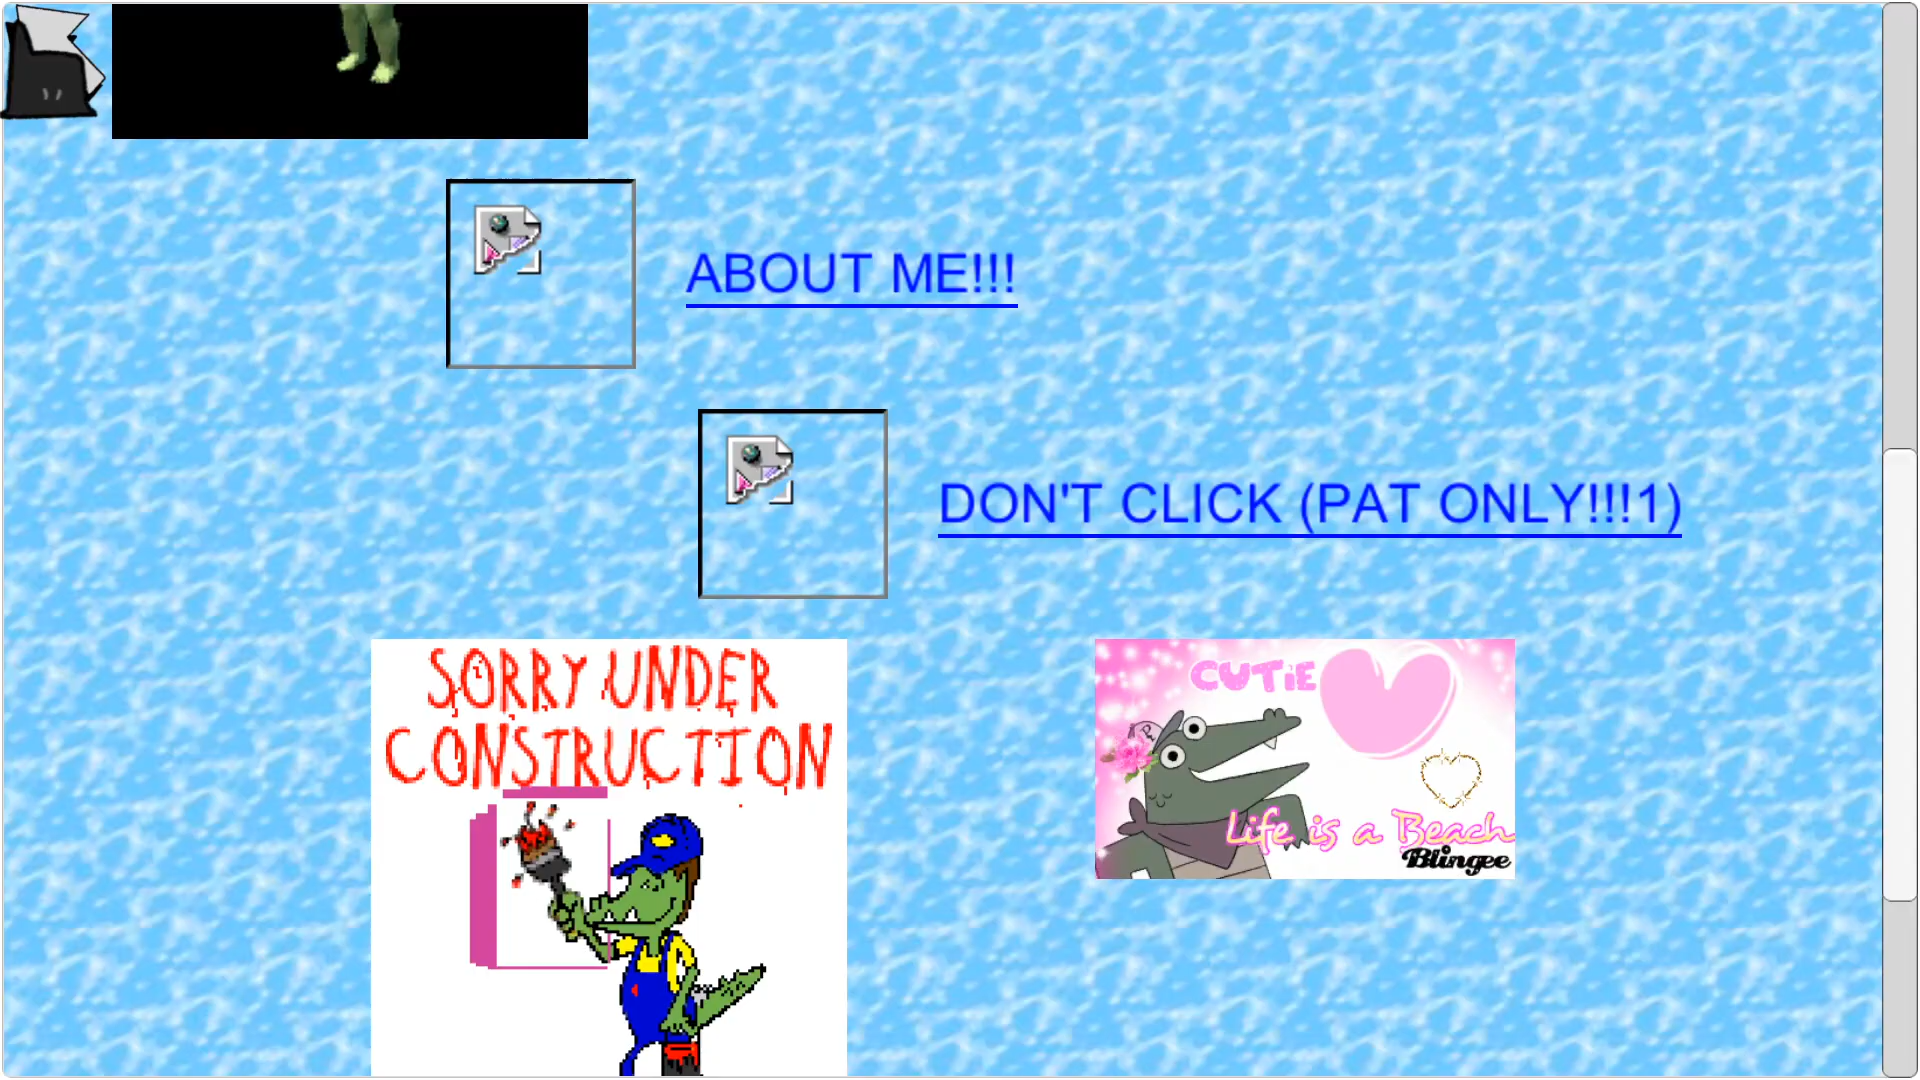 ABOUT ME!!!
DON'T CLICK (PAT ONLY!!!1)
SORRY UNDER
CONSTRUCTION
CUTiE
Life is a Beach
Blingee